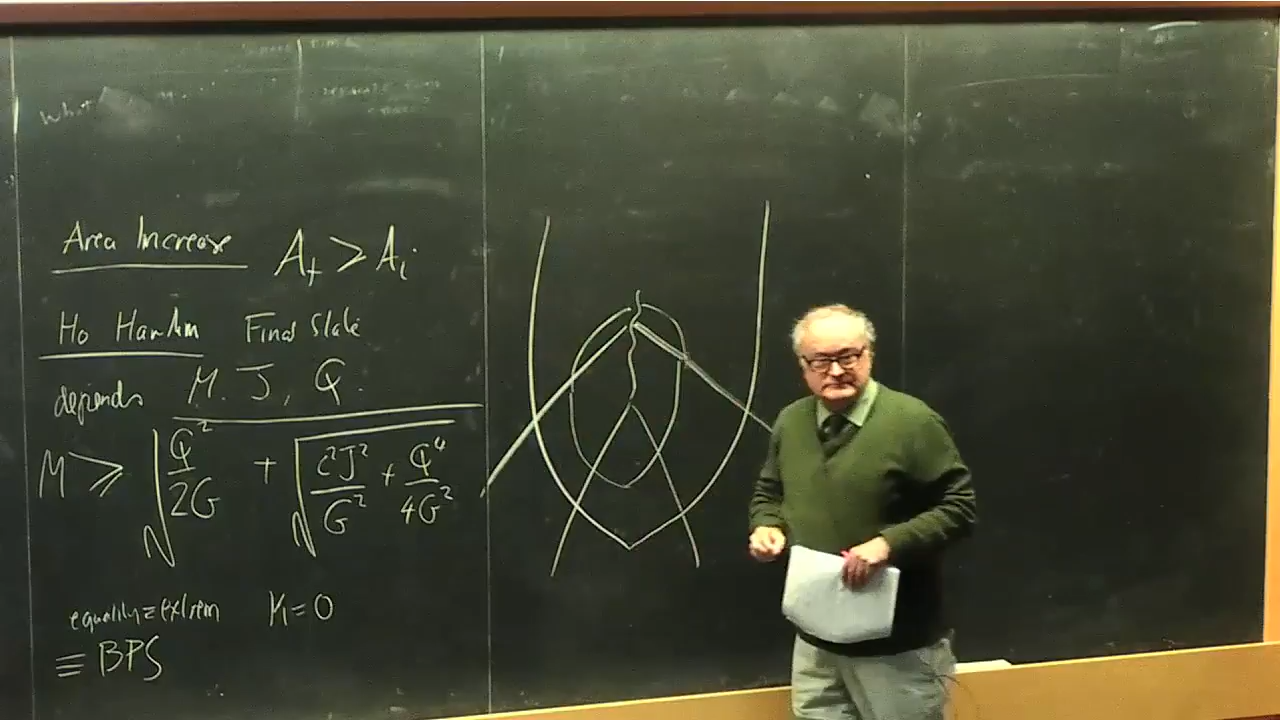 What
Area Increase A_f > A_i
No Hair Thm Final State
depends M. J, Q.
M ≥ √(Q²/2G + √(c²J²/G² + Q⁴/4G²))
equality ≡ extrem K=0
≡ BPS